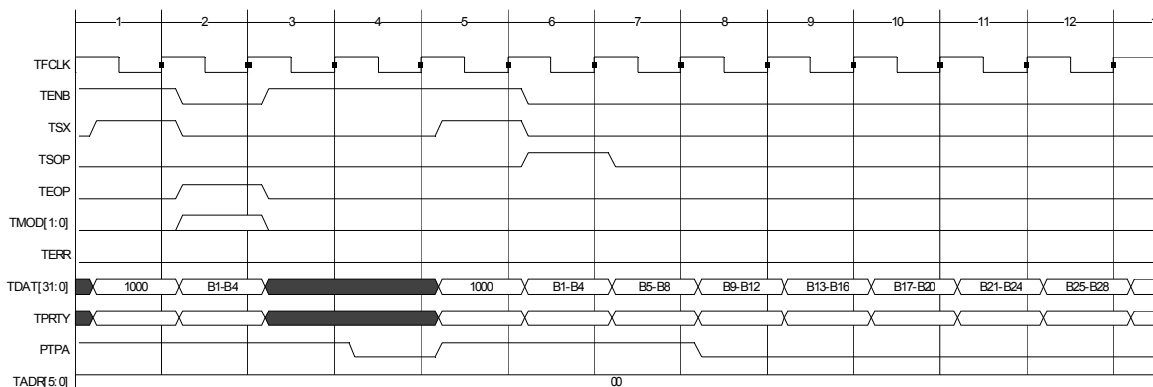 1 2 3 4 5 6 7 8 9 10 11 12
TFCLK
TENB
TSX
TSOP
TEOP
TMOD[1:0]
TERR
TDAT[31:0] 1000 B1-B4 1000 B1-B4 B5-B8 B9-B12 B13-B16 B17-B20 B21-B24 B25-B28
TPRTY
PTPA
TADR[5:0] 00